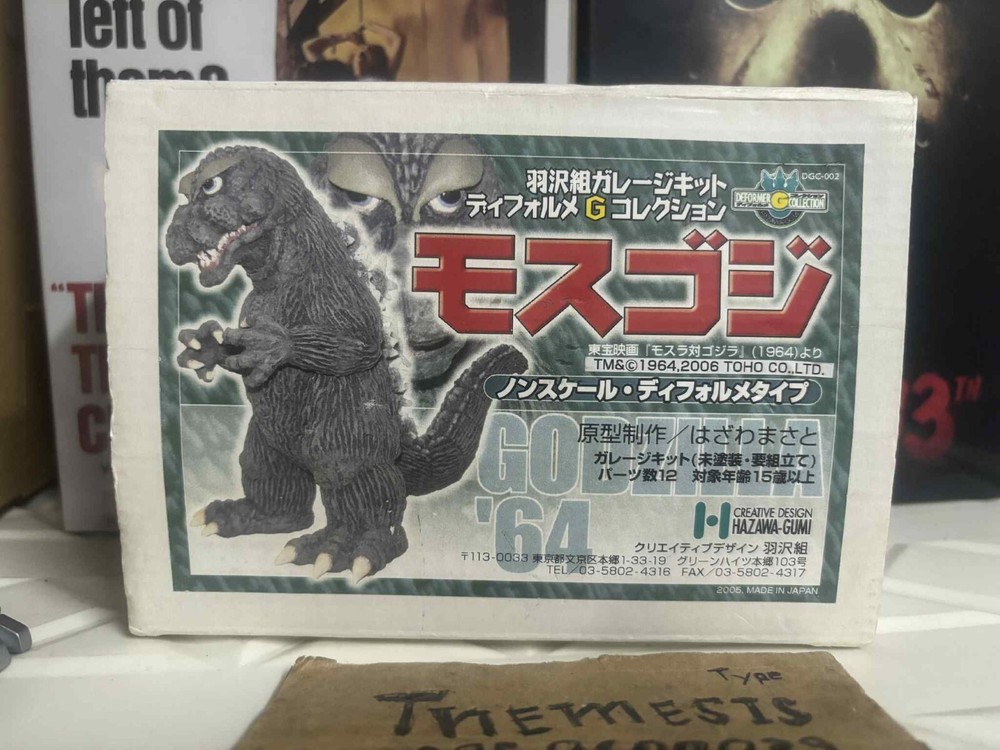 left of
"T
羽沢組ガレージキット
ディフォルメ G コレクション
DEFORMER G COLLECTION
DGC-002
モスゴジ
東宝映画『モスラ対ゴジラ』(1964)より
TM&©1964,2006 TOHO CO.,LTD.
ノンスケール・ディフォルメタイプ
GODZILLA
'64
原型制作／はざわまさと
ガレージキット(未塗装・要組立て)
パーツ数12 対象年齢15歳以上
CREATIVE DESIGN
HAZAWA-GUMI
クリエイティブデザイン 羽沢組
〒113-0033 東京都文京区本郷1-33-19 グリーンハイツ本郷103号
TEL／03-5802-4316 FAX／03-5802-4317
2006. MADE IN JAPAN
3TH
Type
THEMESIS